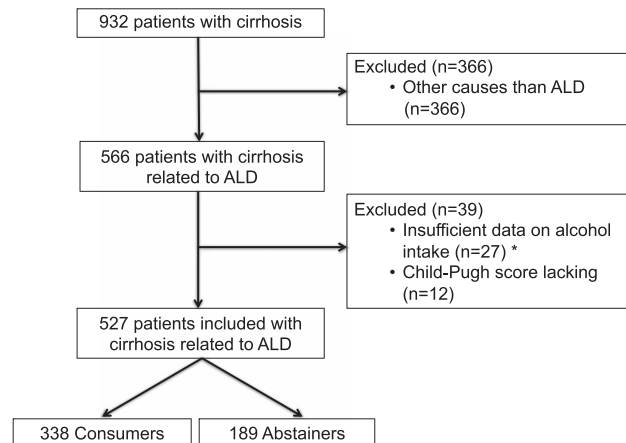 932 patients with cirrhosis
Excluded (n=366)
• Other causes than ALD
(n=366)
566 patients with cirrhosis
related to ALD
Excluded (n=39)
• Insufficient data on alcohol
intake (n=27) *
• Child-Pugh score lacking
(n=12)
527 patients included with
cirrhosis related to ALD
338 Consumers
189 Abstainers